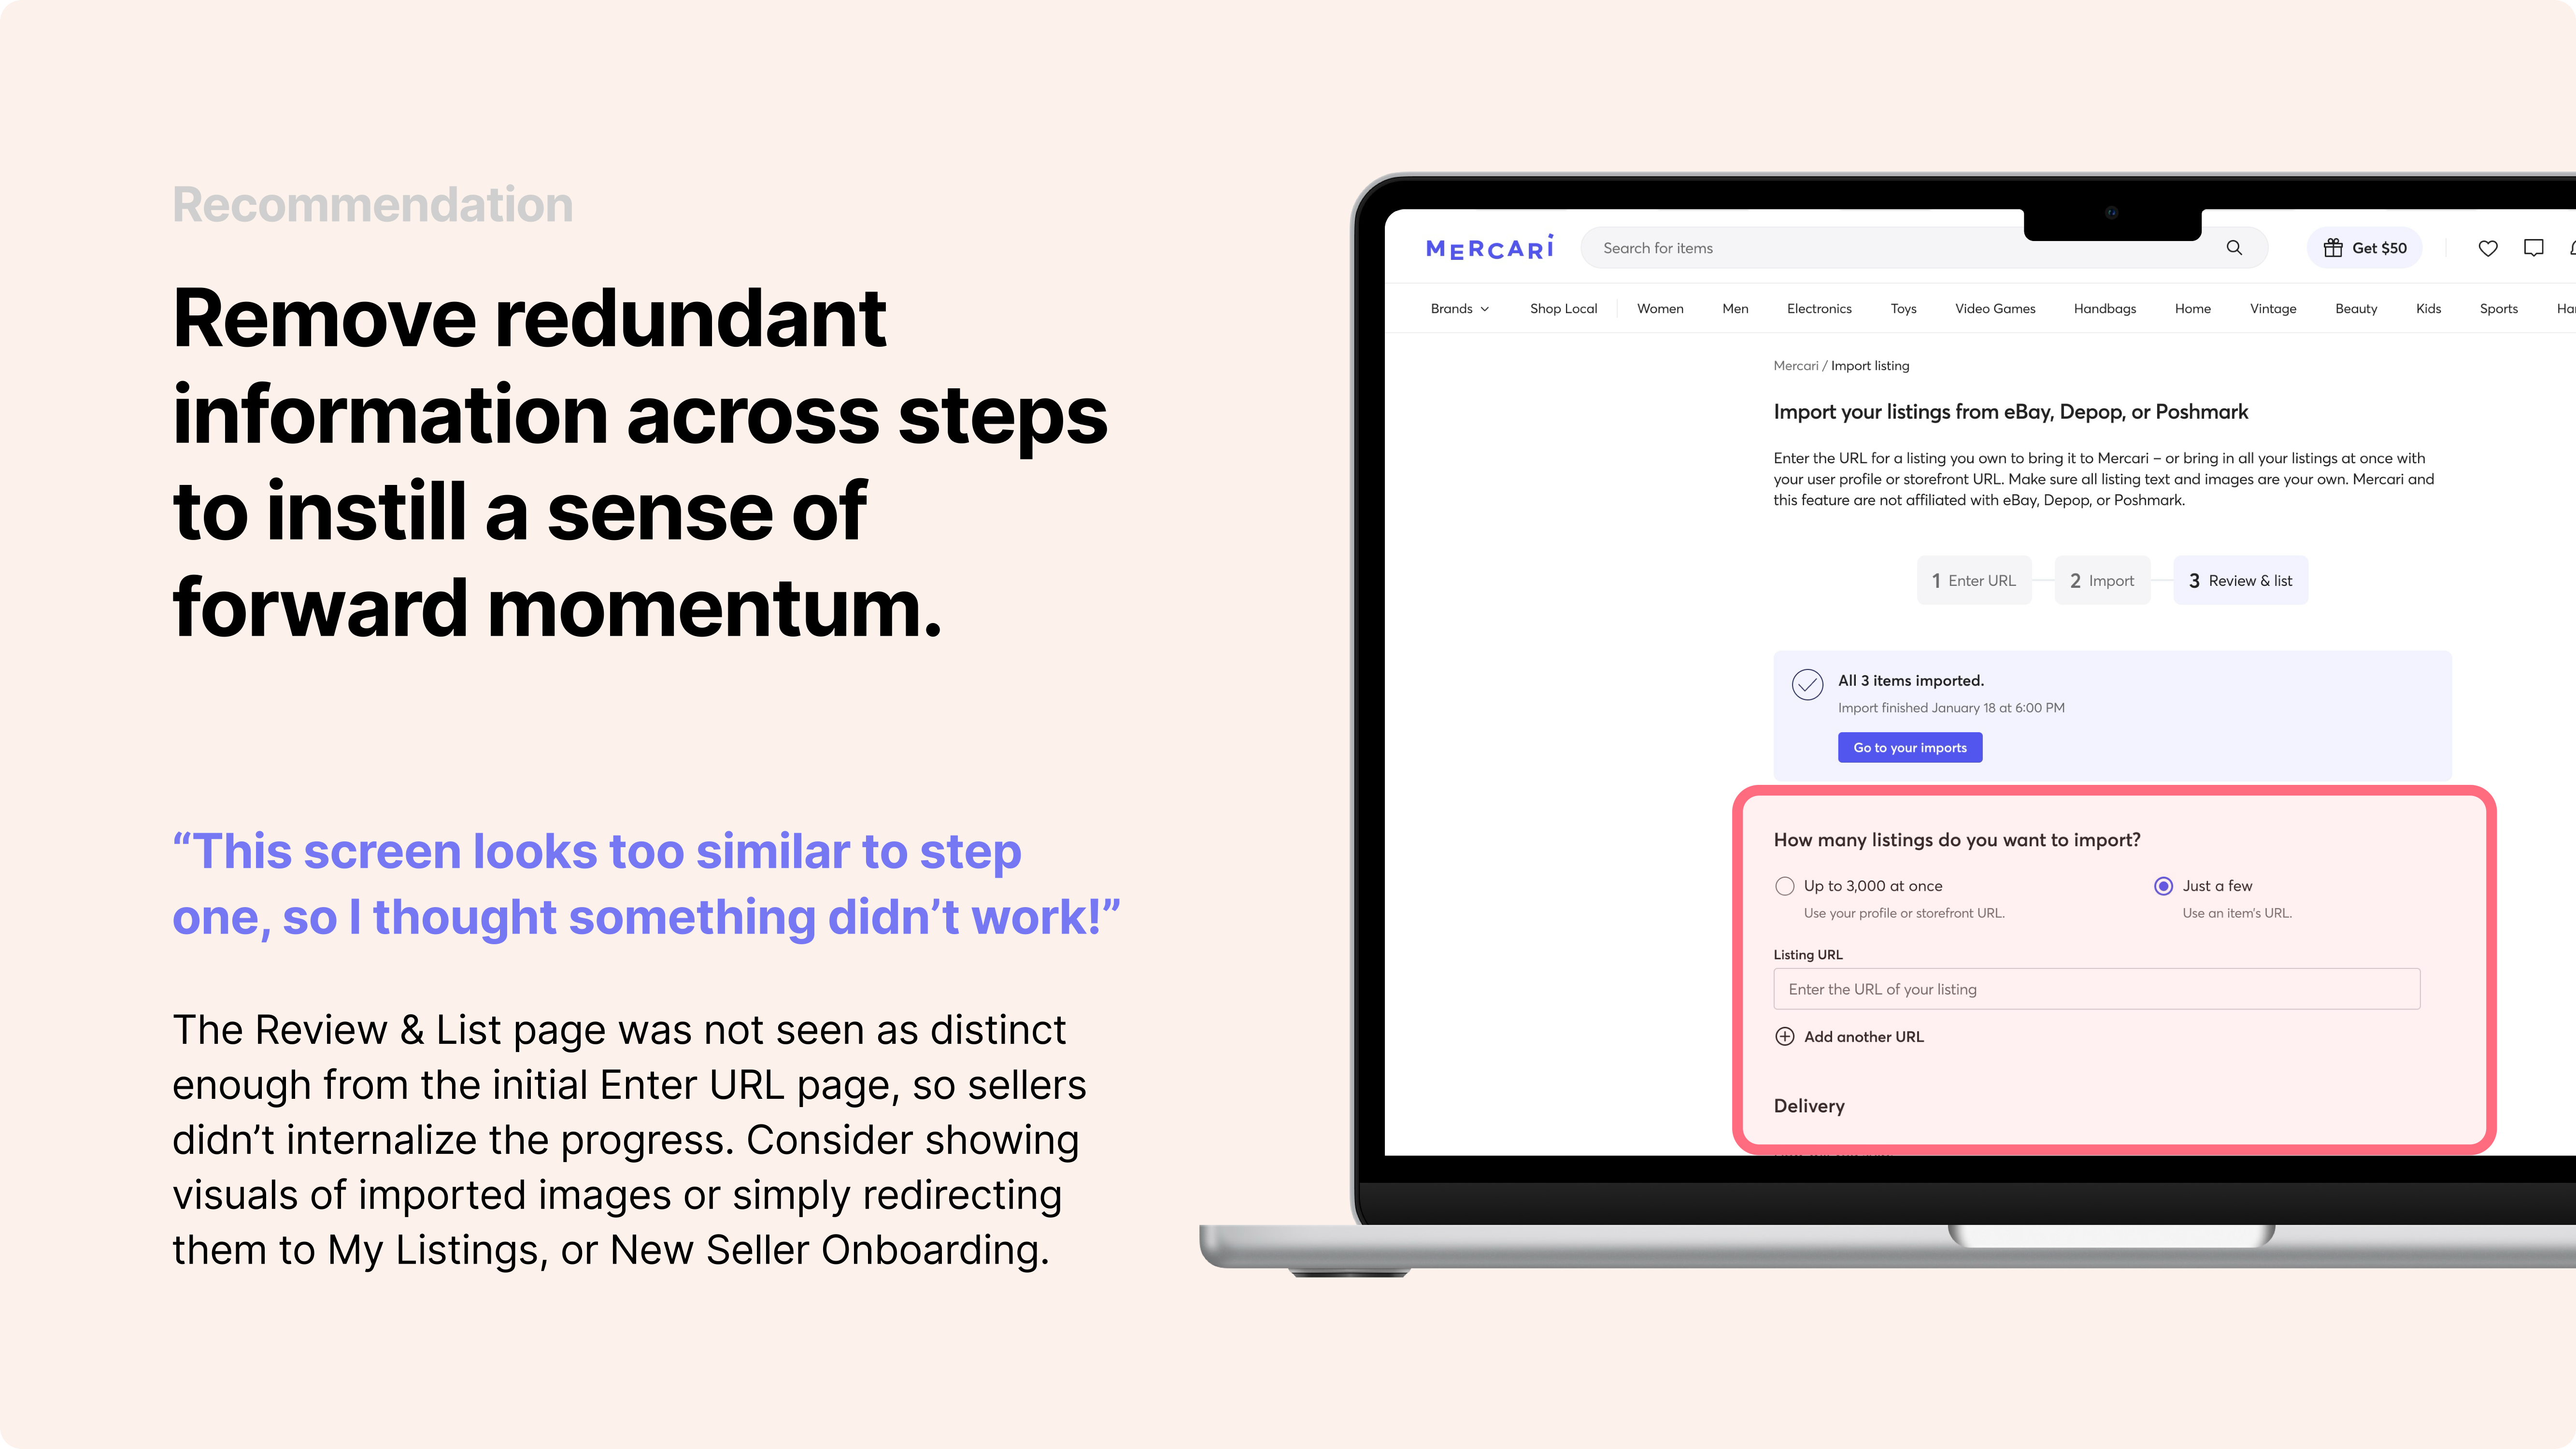 Recommendation
Remove redundant
information across steps
to instill a sense of
forward momentum.
“This screen looks too similar to step
one, so I thought something didn’t work!”
The Review & List page was not seen as distinct
enough from the initial Enter URL page, so sellers
didn’t internalize the progress. Consider showing
visuals of imported images or simply redirecting
them to My Listings, or New Seller Onboarding.
MERCARI
Search for items
Get $50
Brands
Shop Local
Women
Men
Electronics
Toys
Video Games
Handbags
Home
Vintage
Beauty
Kids
Sports
Mercari / Import listing
Import your listings from eBay, Depop, or Poshmark
Enter the URL for a listing you own to bring it to Mercari – or bring in all your listings at once with
your user profile or storefront URL. Make sure all listing text and images are your own. Mercari and
this feature are not affiliated with eBay, Depop, or Poshmark.
1 Enter URL
2 Import
3 Review & list
All 3 items imported.
Import finished January 18 at 6:00 PM
Go to your imports
How many listings do you want to import?
Up to 3,000 at once
Use your profile or storefront URL.
Just a few
Use an item’s URL.
Listing URL
Enter the URL of your listing
Add another URL
Delivery